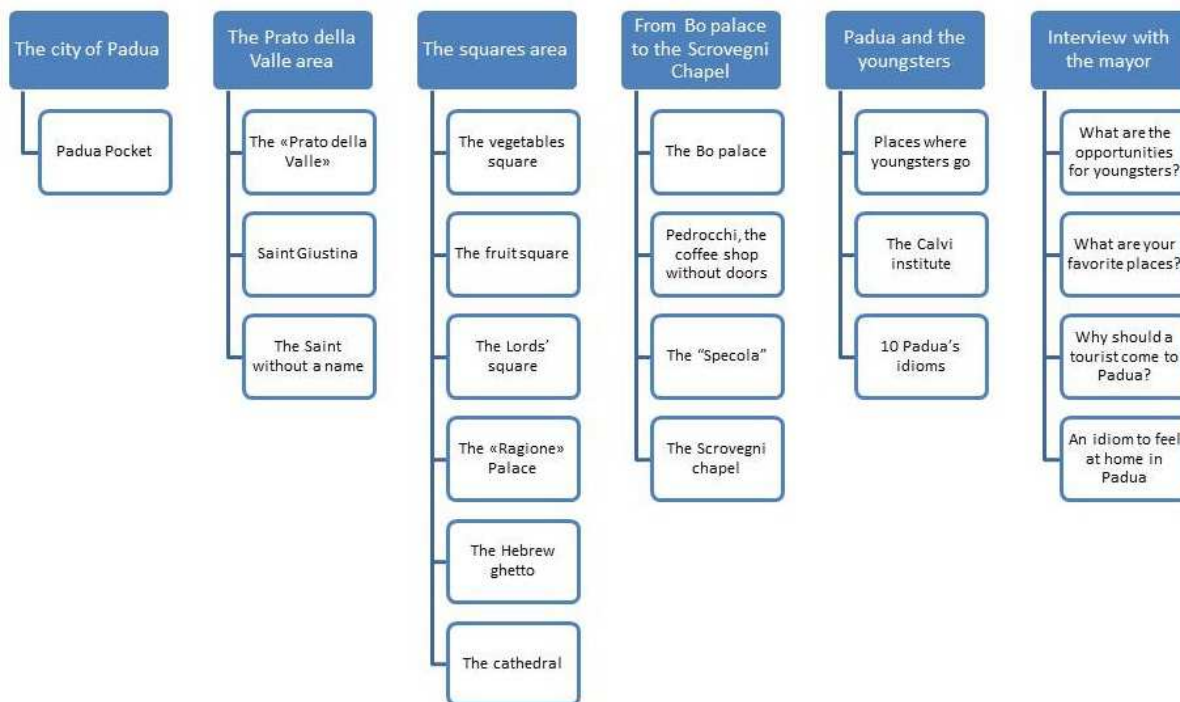 The city of Padua
Padua Pocket
The Prato della
Valle area
The «Prato della
Valle»
Saint Giustina
The Saint
without a name
The squares area
The vegetables
square
The fruit square
The Lords'
square
The «Ragione»
Palace
The Hebrew
ghetto
The cathedral
From Bo palace
to the Scrovegni
Chapel
The Bo palace
Pedrocchi, the
coffee shop
without doors
The "Specola"
The Scrovegni
chapel
Padua and the
youngsters
Places where
youngsters go
The Calvi
institute
10 Padua's
idioms
Interview with
the mayor
What are the
opportunities
for youngsters?
What are your
favorite places?
Why should a
tourist come to
Padua?
An idiom to feel
at home in
Padua